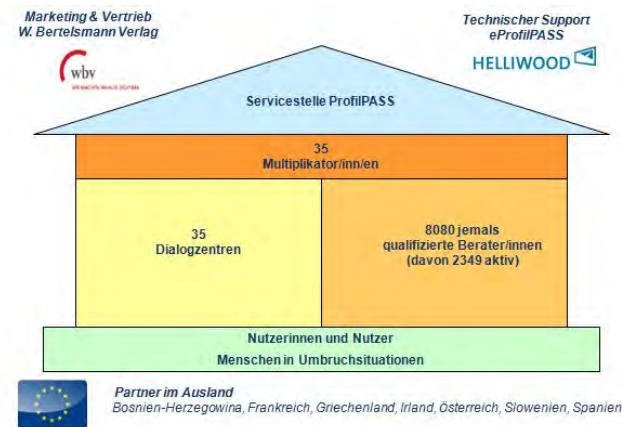 Marketing & Vertrieb
W. Bertelsmann Verlag
wbv
Technischer Support
eProfilPASS
HELLIWOOD
Servicestelle ProfilPASS
35
Multiplikator/inn/en
35
Dialogzentren
8080 jemals
qualifizierte Berater/innen
(davon 2349 aktiv)
Nutzerinnen und Nutzer
Menschen in Umbruchsituationen
Partner im Ausland
Bosnien-Herzegowina, Frankreich, Griechenland, Irland, Österreich, Slowenien, Spanien